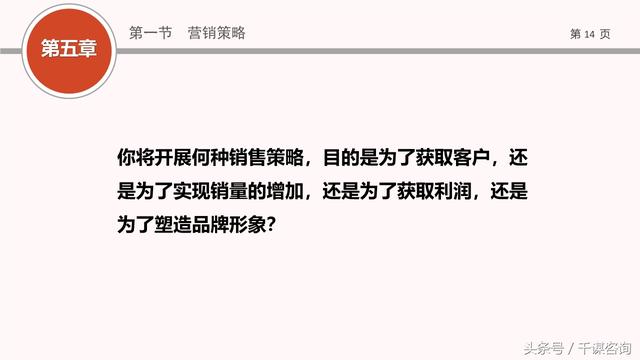 第五章
第一节 营销策略
第 14 页
你将开展何种销售策略，目的是为了获取客户，还
是为了实现销量的增加，还是为了获取利润，还是
为了塑造品牌形象？
头条号／千谋咨询